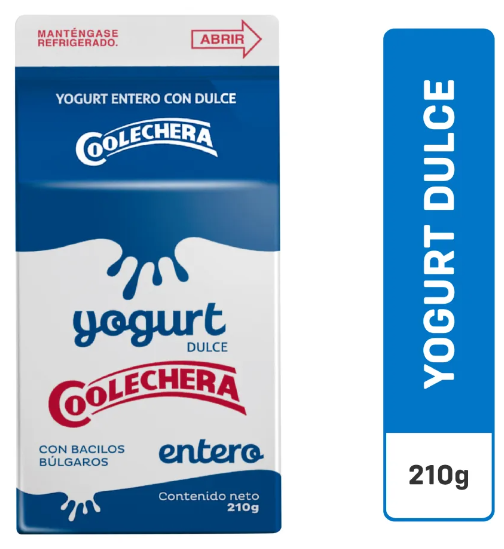 MANTÉNGASE
REFRIGERADO.
ABRIR
YOGURT ENTERO CON DULCE
COOLECHERA
yogurt
DULCE
COOLECHERA
CON BACILOS
BÚLGAROS
entero
Contenido neto
210g
YOGURT DULCE
210g